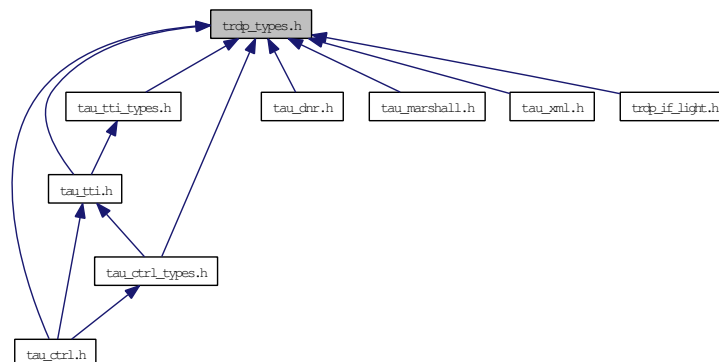 trdp_types.h
tau_tti_types.h
tau_dnr.h
tau_marshall.h
tau_xml.h
trdp_if_light.h
tau_tti.h
tau_ctrl_types.h
tau_ctrl.h